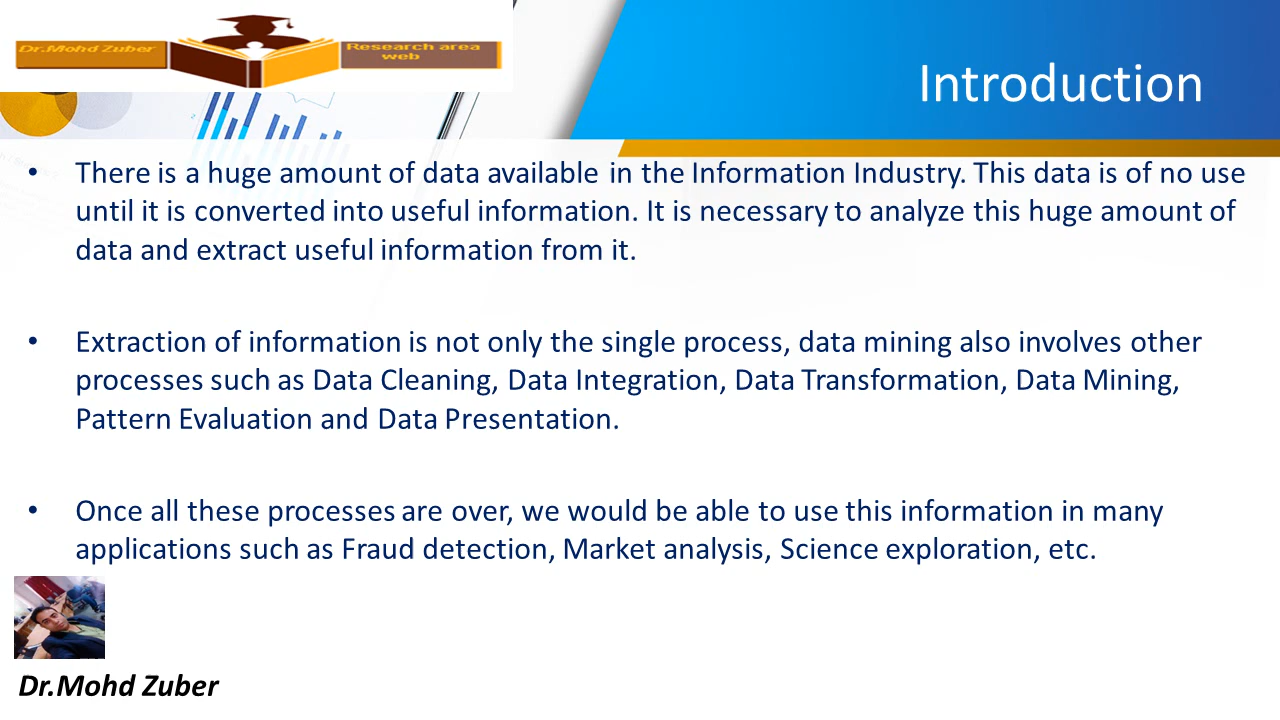 Dr.Mohd Zuber
Research area
web
Introduction
• There is a huge amount of data available in the Information Industry. This data is of no use
until it is converted into useful information. It is necessary to analyze this huge amount of
data and extract useful information from it.
• Extraction of information is not only the single process, data mining also involves other
processes such as Data Cleaning, Data Integration, Data Transformation, Data Mining,
Pattern Evaluation and Data Presentation.
• Once all these processes are over, we would be able to use this information in many
applications such as Fraud detection, Market analysis, Science exploration, etc.
Dr.Mohd Zuber